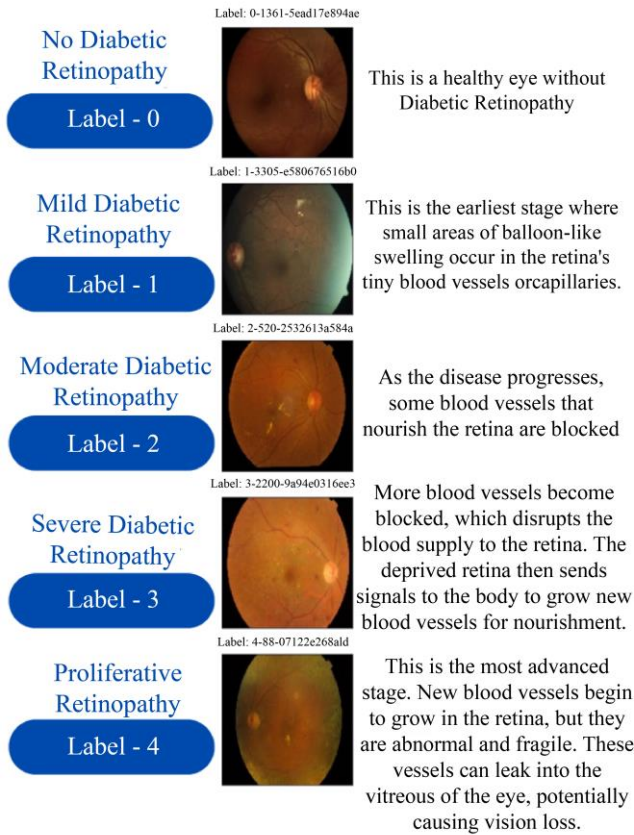 Label: 0-1361-5ead17e894ae
No Diabetic
Retinopathy
Label - 0
This is a healthy eye without
Diabetic Retinopathy
Label: 1-3305-e580676516b0
Mild Diabetic
Retinopathy
Label - 1
This is the earliest stage where
small areas of balloon-like
swelling occur in the retina's
tiny blood vessels orcapillaries.
Label: 2-520-2532613a584a
Moderate Diabetic
Retinopathy
Label - 2
As the disease progresses,
some blood vessels that
nourish the retina are blocked
Label: 3-2200-9a94e0316ee3
Severe Diabetic
Retinopathy
Label - 3
More blood vessels become
blocked, which disrupts the
blood supply to the retina. The
deprived retina then sends
signals to the body to grow new
blood vessels for nourishment.
Label: 4-88-07122e268ald
Proliferative
Retinopathy
Label - 4
This is the most advanced
stage. New blood vessels begin
to grow in the retina, but they
are abnormal and fragile. These
vessels can leak into the
vitreous of the eye, potentially
causing vision loss.